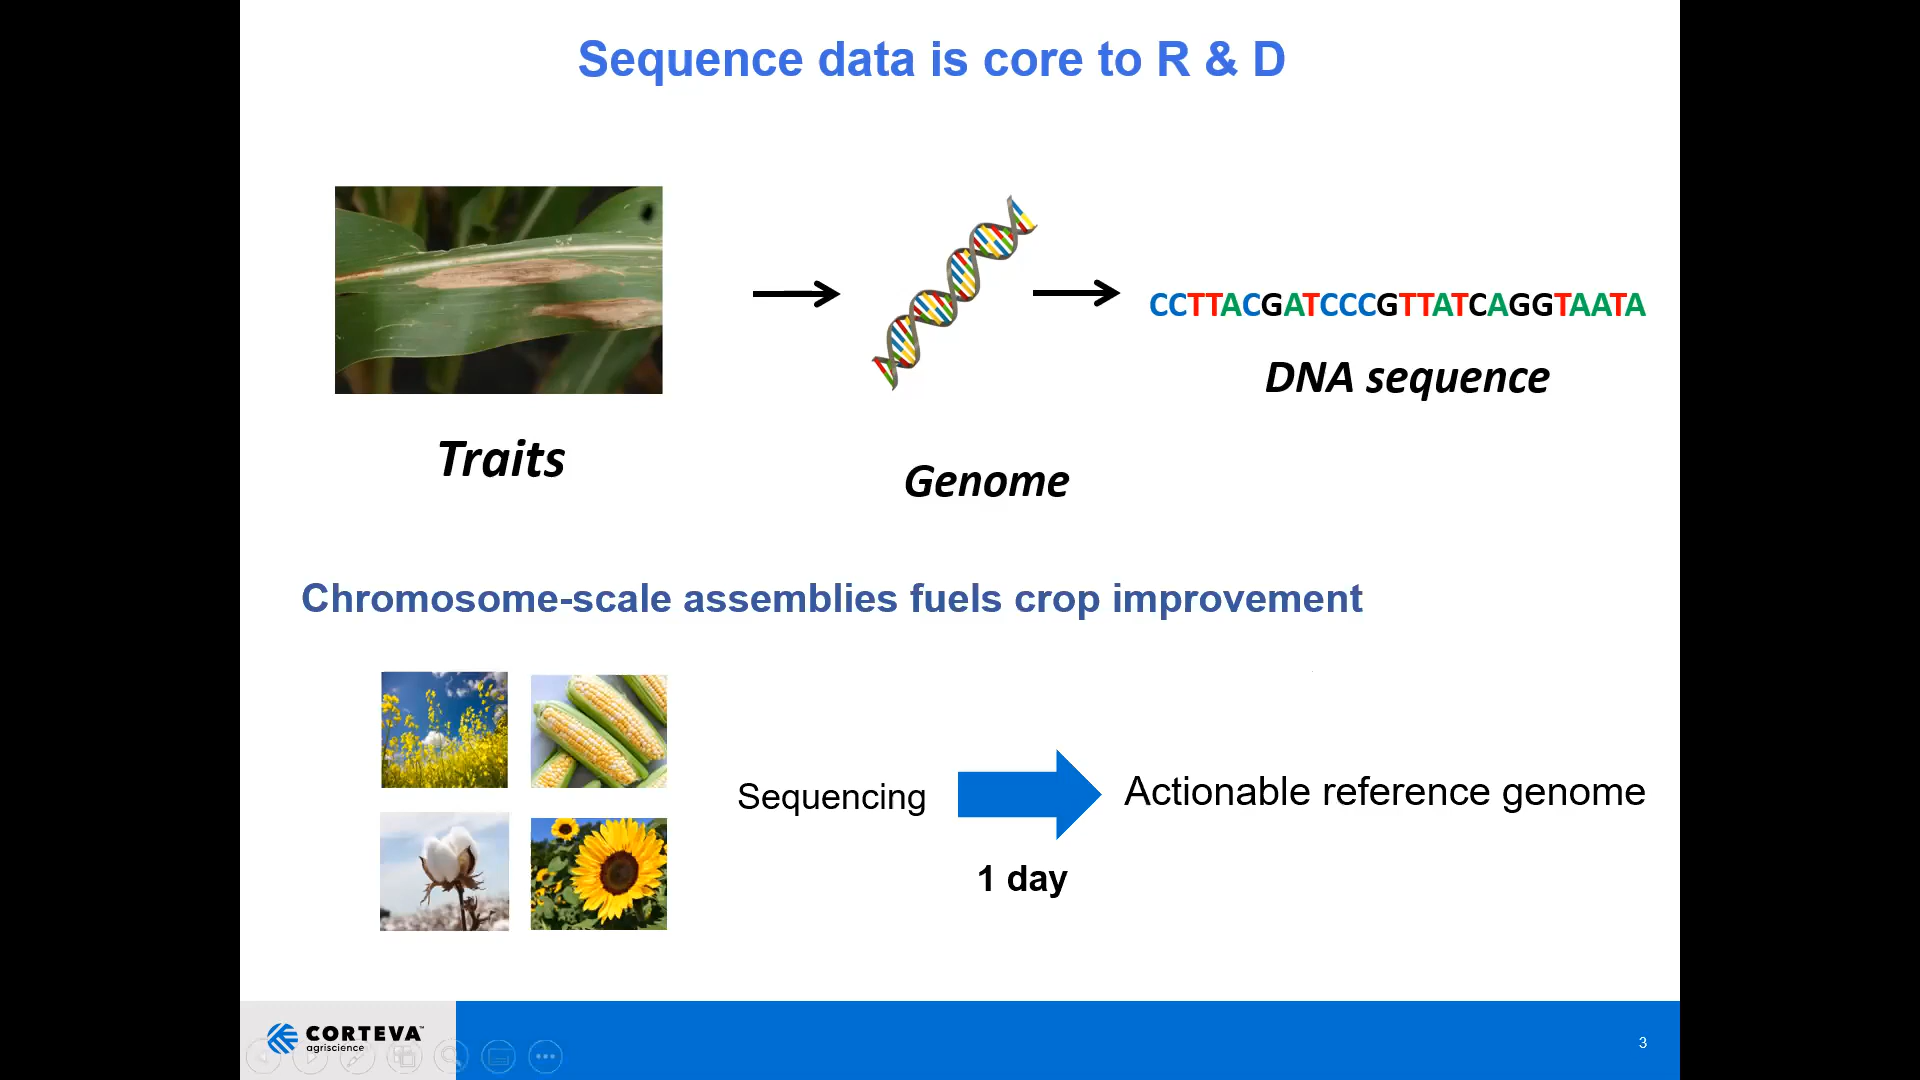 Sequence data is core to R & D
CCTTACGATCCCGTTATCAGGTAATA
DNA sequence
Traits
Genome
Chromosome-scale assemblies fuels crop improvement
Sequencing
Actionable reference genome
1 day
CORTEVA™
agriscience
3